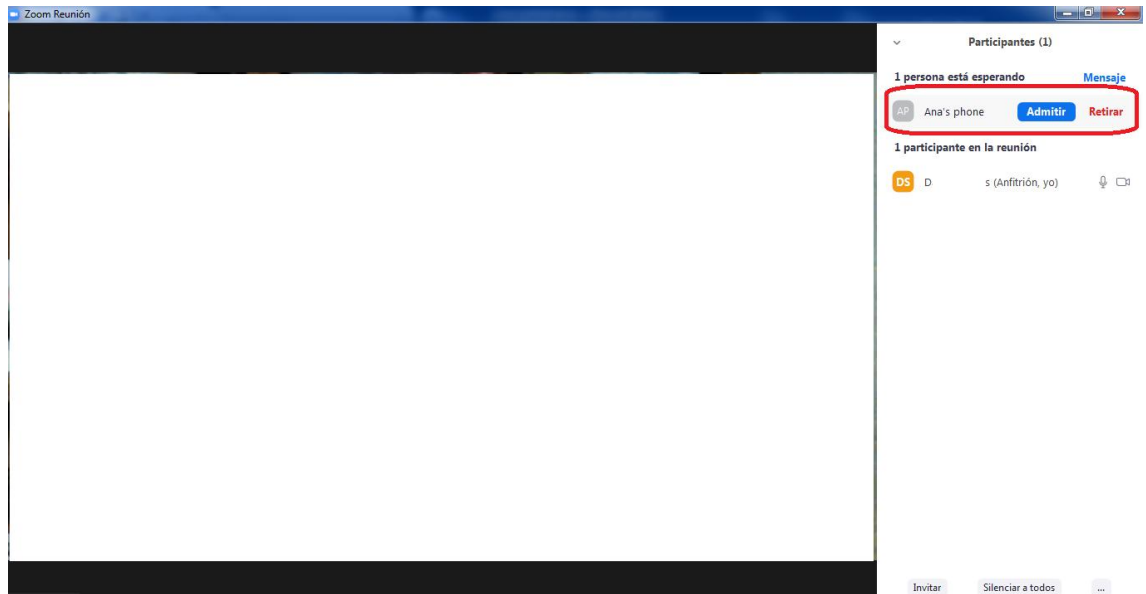 Zoom Reunión
Participantes (1)
1 persona está esperando Mensaje
AP Ana's phone Admitir Retirar
1 participante en la reunión
DS D s (Anfitrión, yo)
Invitar Silenciar a todos ...